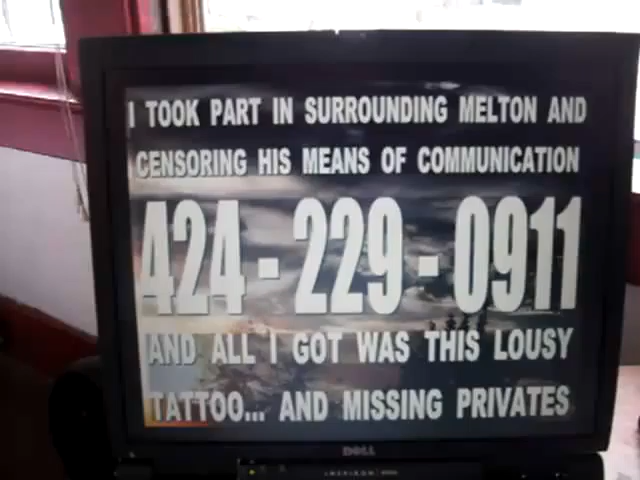 I TOOK PART IN SURROUNDING MELTON AND
CENSORING HIS MEANS OF COMMUNICATION
424-229-0911
AND ALL I GOT WAS THIS LOUSY
TATTOO... AND MISSING PRIVATES
DELL
INSPIRON